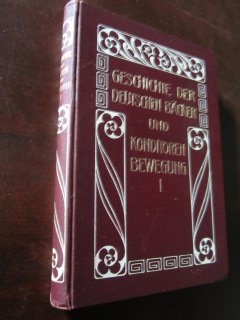 GESCHICHTE DER
DEUTSCHEN BÄCKER
UND
KONDITOREN
BEWEGUNG
I